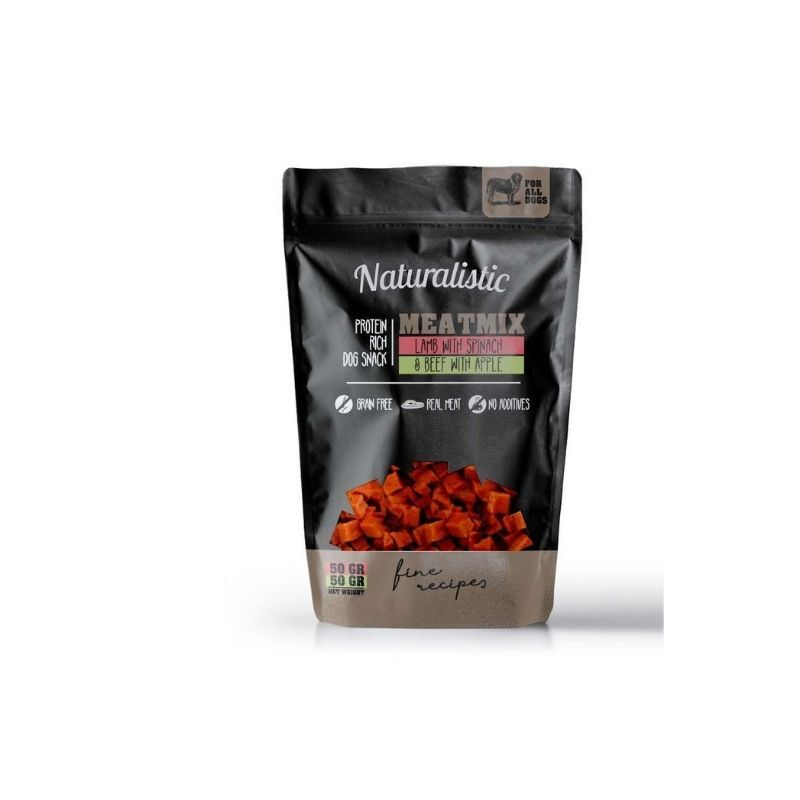 FOR
ALL
DOGS
Naturalistic
PROTEIN
RICH
DOG SNACK
MEATMIX
LAMB WITH SPINACH
& BEEF WITH APPLE
GRAIN FREE
REAL MEAT
NO ADDITIVES
50 GR
50 GR
NET WEIGHT
fine
recipes